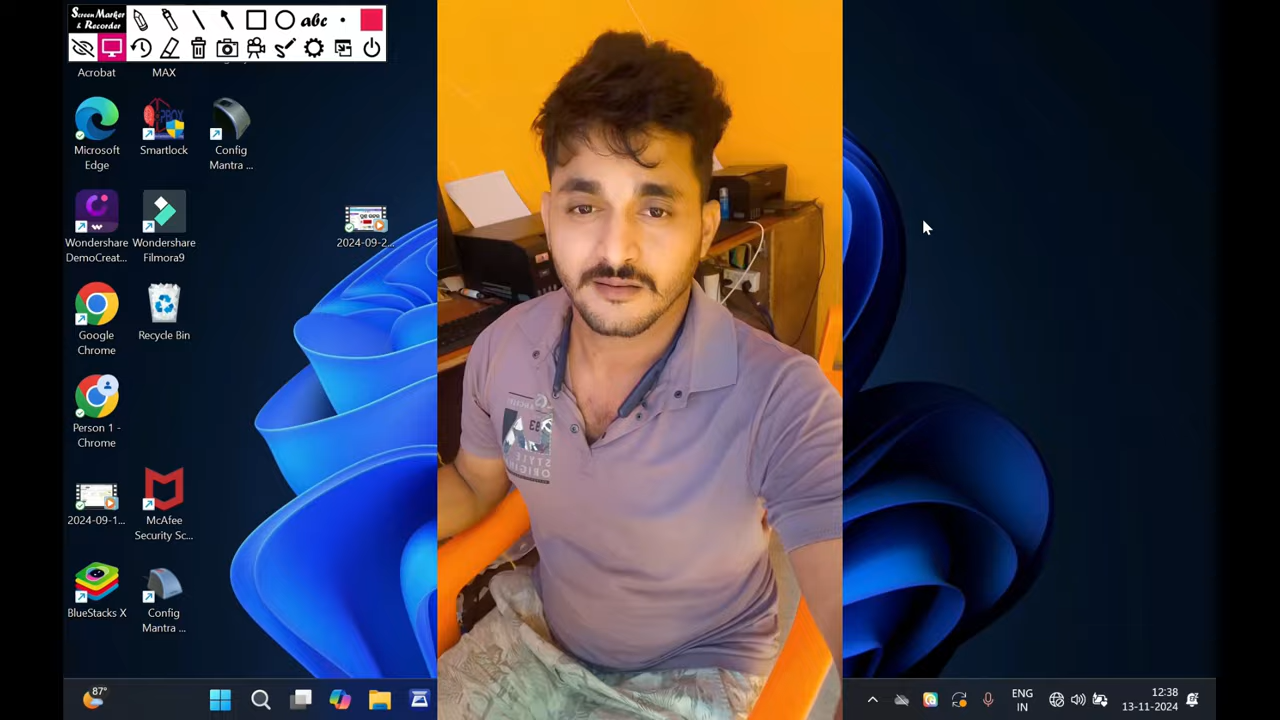 Screen Marker
& Recorder
abc
Acrobat
MAX
Microsoft
Edge
Smartlock
Config
Mantra ...
Wondershare
DemoCreat...
Wondershare
Filmora9
2024-09-2...
Google
Chrome
Recycle Bin
Person 1 -
Chrome
2024-09-1...
McAfee
Security Sc...
BlueStacks X
Config
Mantra ...
STYLE
ORIGI
87°
ENG
IN
12:38
13-11-2024